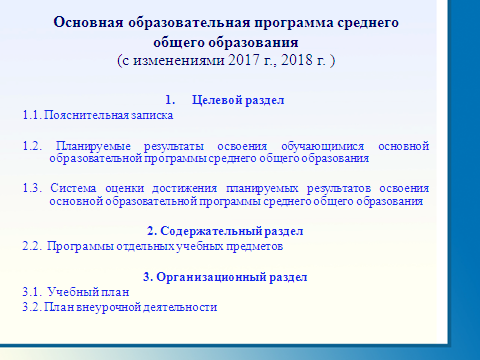 Основная образовательная программа среднего
общего образования
(с изменениями 2017 г., 2018 г. )
1. Целевой раздел
1.1. Пояснительная записка
1.2. Планируемые результаты освоения обучающимися основной
образовательной программы среднего общего образования
1.3. Система оценки достижения планируемых результатов освоения
основной образовательной программы среднего общего образования
2. Содержательный раздел
2.2. Программы отдельных учебных предметов
3. Организационный раздел
3.1. Учебный план
3.2. План внеурочной деятельности